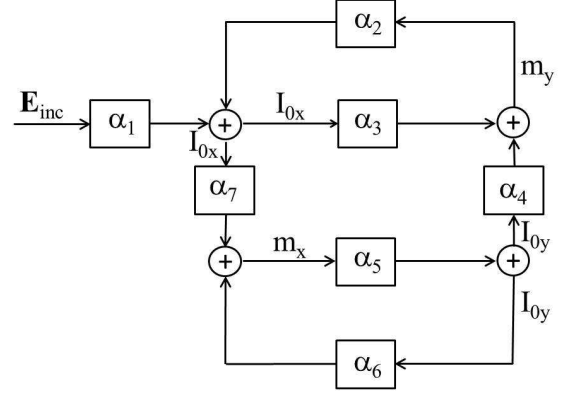 α₂
m_y
E_inc
α₁
+
I_0x
α₃
+
I_0x
α₇
α₄
I_0y
+
m_x
α₅
+
I_0y
α₆